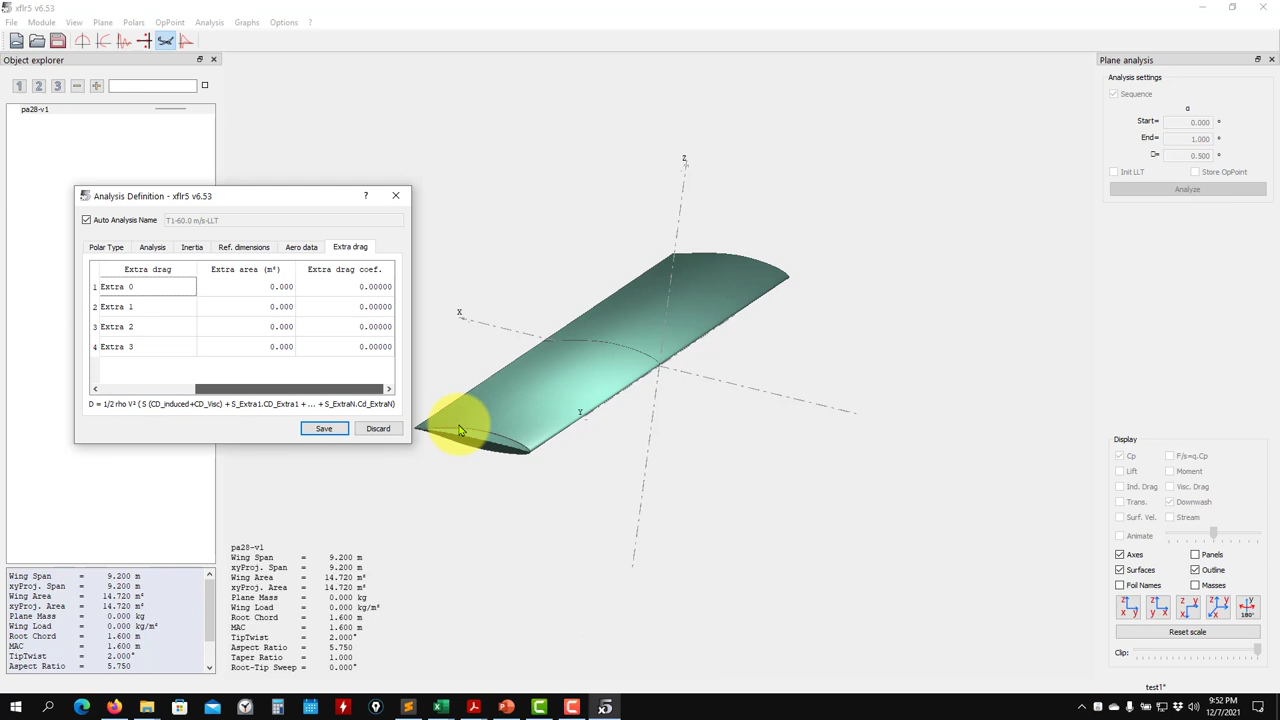 xflr5 v6.53
File Module View Plane Polars OpPoint Analysis Graphs Options ?
Object explorer
1 2 3
pa28-v1
Analysis Definition - xflr5 v6.53
Auto Analysis Name T1-60.0 m/s-LLT
Polar Type Analysis Inertia Ref. dimensions Aero data Extra drag
Extra drag Extra area (m²) Extra drag coef.
1 Extra 0 0.000 0.00000
2 Extra 1 0.000 0.00000
3 Extra 2 0.000 0.00000
4 Extra 3 0.000 0.00000
D = 1/2 rho V² ( S (CD_induced+CD_Visc) + S_Extra1.CD_Extra1 + ... + S_ExtraN.Cd_ExtraN)
Save Discard
Z
X
Y
pa28-v1
Wing Span = 9.200 m
xyProj. Span = 9.200 m
Wing Area = 14.720 m²
xyProj. Area = 14.720 m²
Plane Mass = 0.000 kg
Wing Load = 0.000 kg/m²
Root Chord = 1.600 m
MAC = 1.600 m
TipTwist = 2.000°
Aspect Ratio = 5.750
Taper Ratio = 1.000
Root-Tip Sweep = 0.000°
Wing Span = 9.200 m
xyProj. Span = 9.200 m
Wing Area = 14.720 m²
xyProj. Area = 14.720 m²
Plane Mass = 0.000 kg
Wing Load = 0.000 kg/m²
Root Chord = 1.600 m
MAC = 1.600 m
TipTwist = 2.000°
Aspect Ratio = 5.750
Plane analysis
Analysis settings
Sequence
α
Start= 0.000 °
End= 1.000 °
= 0.500 °
Init LLT Store OpPoint
Analyze
Display
Cp F/s=q.Cp
Lift Moment
Ind. Drag Visc. Drag
Trans. Downwash
Surf. Vel. Stream
Animate
Axes Panels
Surfaces Outline
Foil Names Masses
z x y
z y x
z y x
z x y
y 180°
Reset scale
Clip:
test1*
9:52 PM
12/7/2021